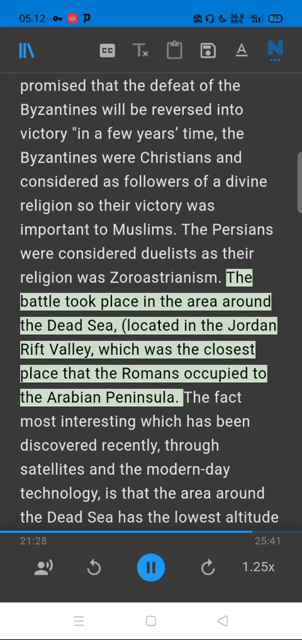 05.12
CC
promised that the defeat of the
Byzantines will be reversed into
victory "in a few years’ time, the
Byzantines were Christians and
considered as followers of a divine
religion so their victory was
important to Muslims. The Persians
were considered duelists as their
religion was Zoroastrianism. The
battle took place in the area around
the Dead Sea, (located in the Jordan
Rift Valley, which was the closest
place that the Romans occupied to
the Arabian Peninsula. The fact
most interesting which has been
discovered recently, through
satellites and the modern-day
technology, is that the area around
the Dead Sea has the lowest altitude
21:28 25:41
1.25x